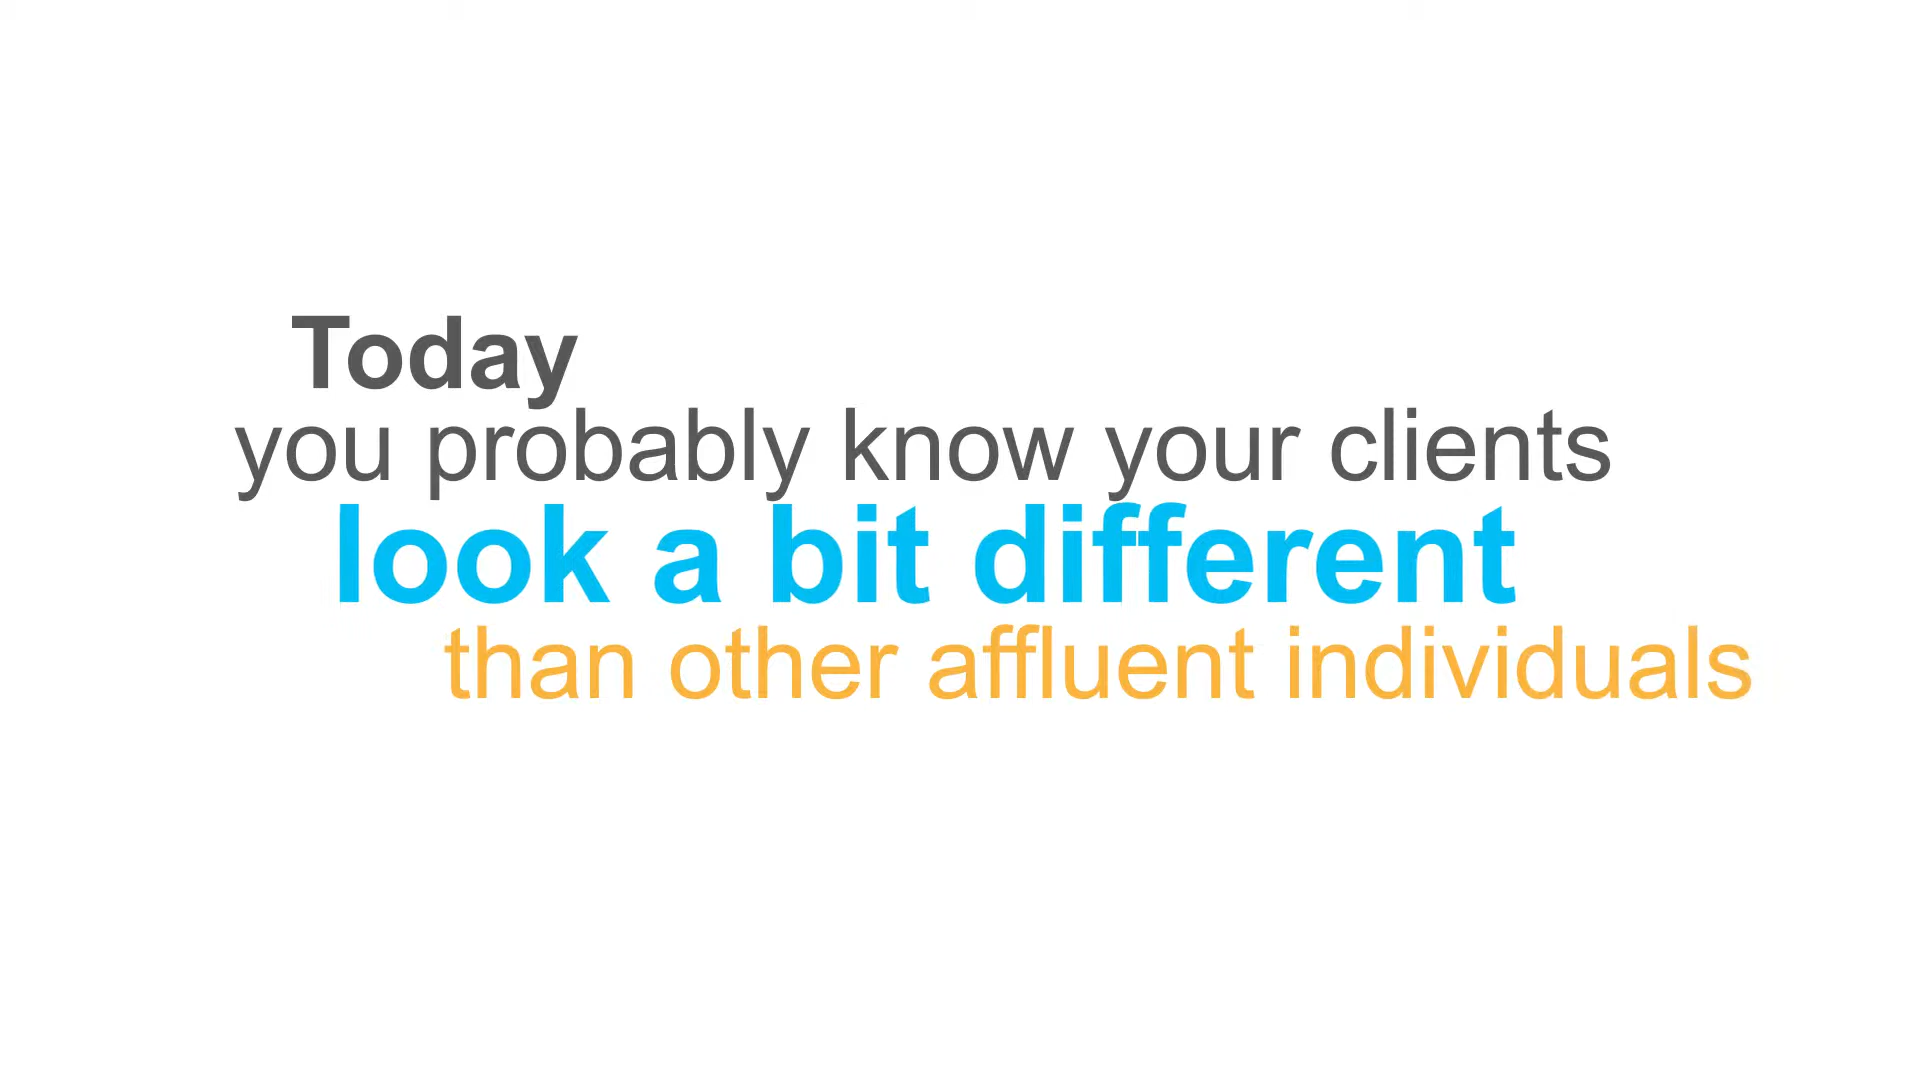 Today
you probably know your clients
look a bit different
than other affluent individuals